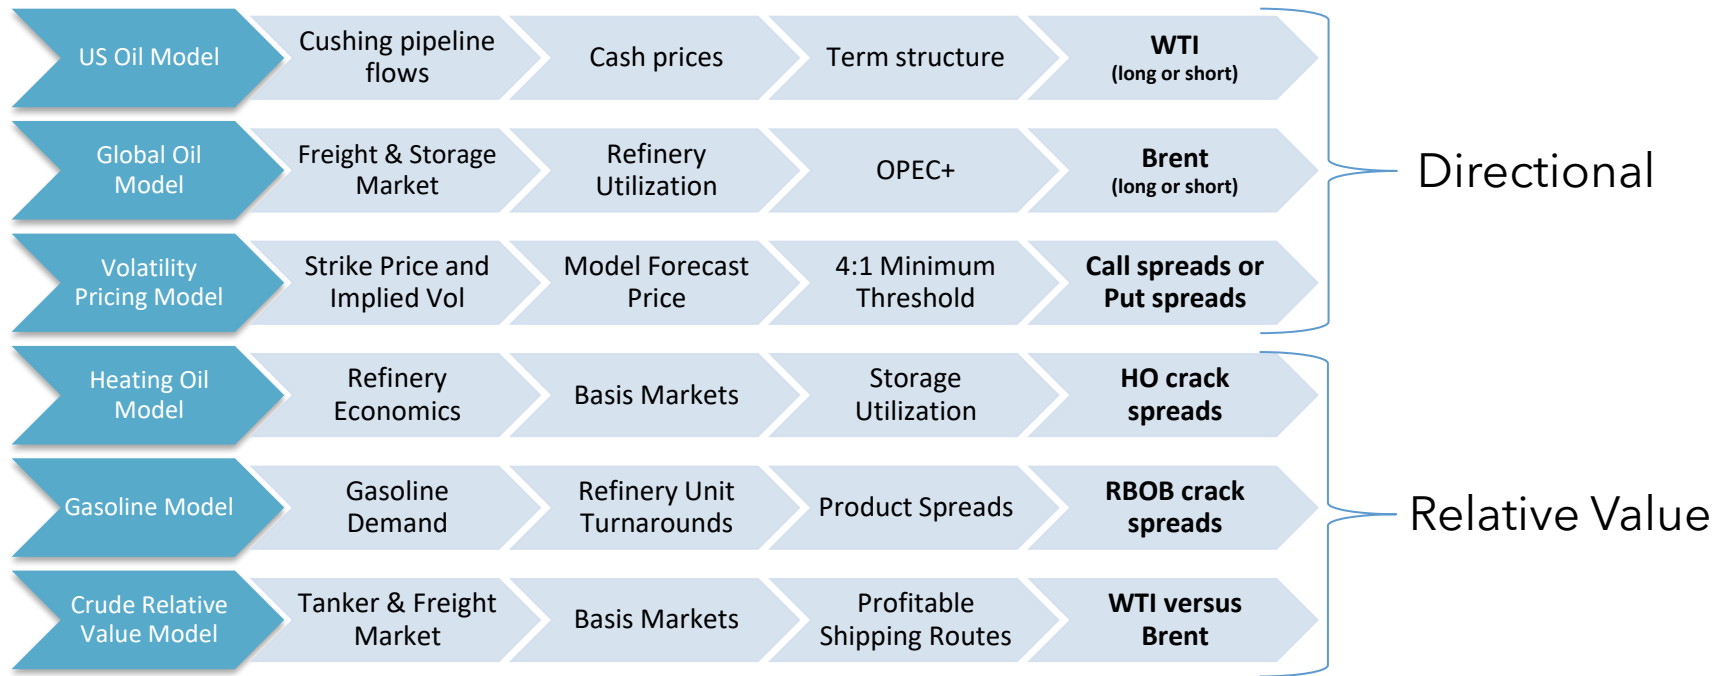 US Oil Model
Cushing pipeline
flows
Cash prices
Term structure
WTI
(long or short)
Global Oil
Model
Freight & Storage
Market
Refinery
Utilization
OPEC+
Brent
(long or short)
Volatility
Pricing Model
Strike Price and
Implied Vol
Model Forecast
Price
4:1 Minimum
Threshold
Call spreads or
Put spreads
Directional
Heating Oil
Model
Refinery
Economics
Basis Markets
Storage
Utilization
HO crack
spreads
Gasoline Model
Gasoline
Demand
Refinery Unit
Turnarounds
Product Spreads
RBOB crack
spreads
Crude Relative
Value Model
Tanker & Freight
Market
Basis Markets
Profitable
Shipping Routes
WTI versus
Brent
Relative Value